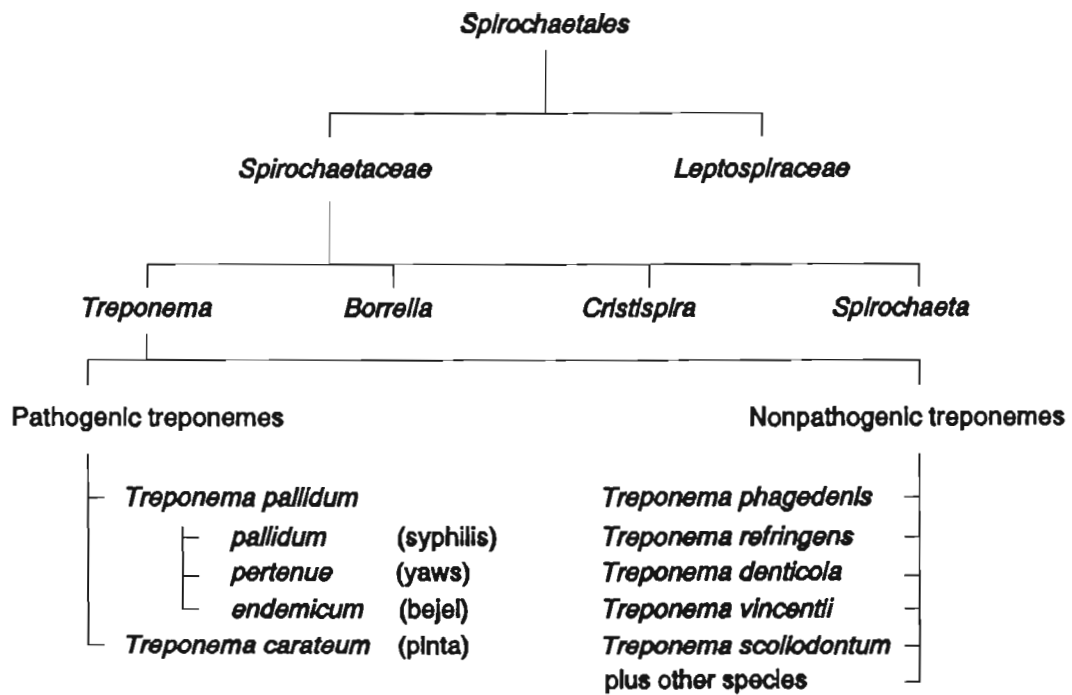 Spirochaetales
Spirochaetaceae Leptospiraceae
Treponema Borrelia Cristispira Spirochaeta
Pathogenic treponemes Nonpathogenic treponemes
Treponema pallidum Treponema phagedenis
pallidum (syphilis) Treponema refringens
pertenue (yaws) Treponema denticola
endemicum (bejel) Treponema vincentii
Treponema carateum (pinta) Treponema scoliodontum
plus other species